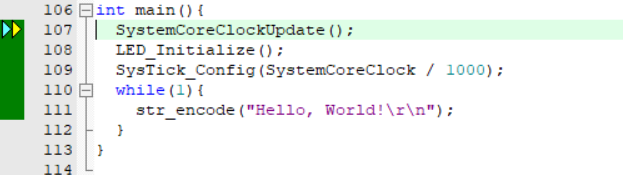 106 int main(){
107 SystemCoreClockUpdate();
108 LED_Initialize();
109 SysTick_Config(SystemCoreClock / 1000);
110 while(1){
111 str_encode("Hello, World!\r\n");
112 }
113 }
114